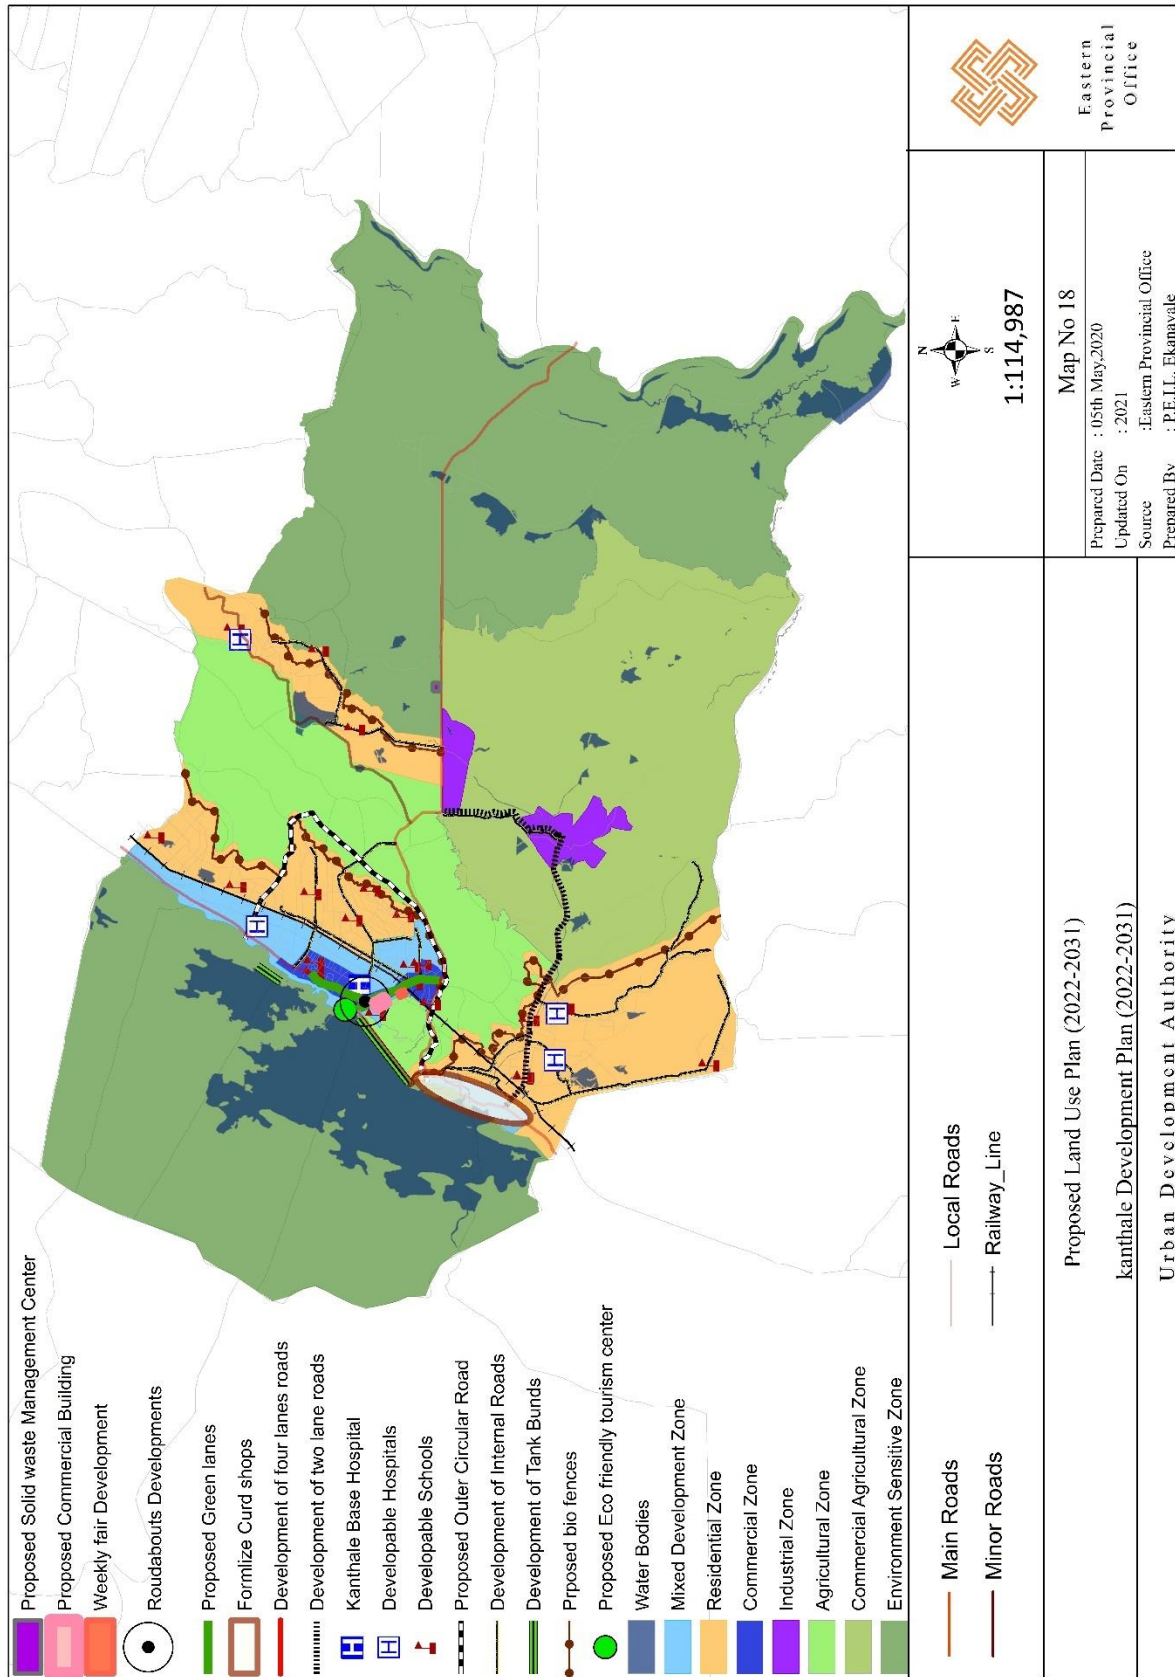 Proposed Solid waste Management Center
Proposed Commercial Building
Weekly fair Development
Roudabouts Developments
Proposed Green lanes
Formlize Curd shops
Development of four lanes roads
Development of two lane roads
H Kanthale Base Hospital
H Developable Hospitals
Developable Schools
Proposed Outer Circular Road
Development of Internal Roads
Development of Tank Bunds
Prposed bio fences
Proposed Eco friendly tourism center
Water Bodies
Mixed Development Zone
Residential Zone
Commercial Zone
Industrial Zone
Agricultural Zone
Commercial Agricultural Zone
Environment Sensitive Zone
H
H
H
H
H
Main Roads
Local Roads
Minor Roads
Railway_Line
Proposed Land Use Plan (2022-2031)
kanthale Development Plan (2022-2031)
Urban Development Authority
N
W
E
S
1:114,987
Map No 18
Prepared Date : 05th May,2020
Updated On : 2021
Source :Eastern Provincial Office
Prepared By : P.E.I.L. Ekanayale
Eastern
Provincial
Office